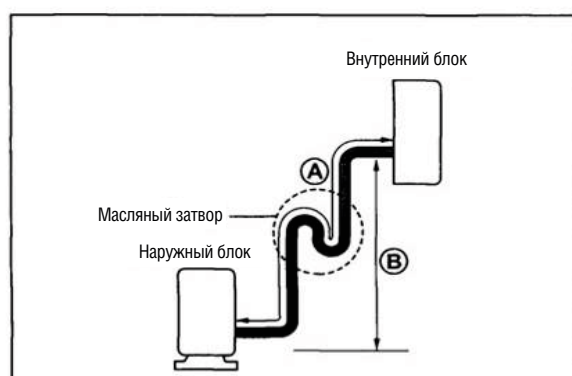 Внутренний блок
A
Масляный затвор
Наружный блок
B